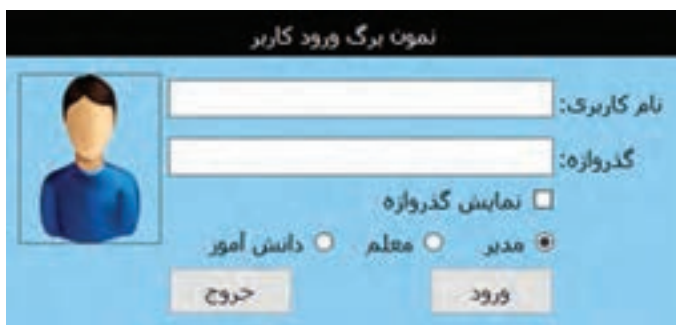 نمون برگ ورود کاربر
نام کاربری:
گذرواژه:
نمایش گذرواژه
مدیر معلم دانش آموز
ورود خروج